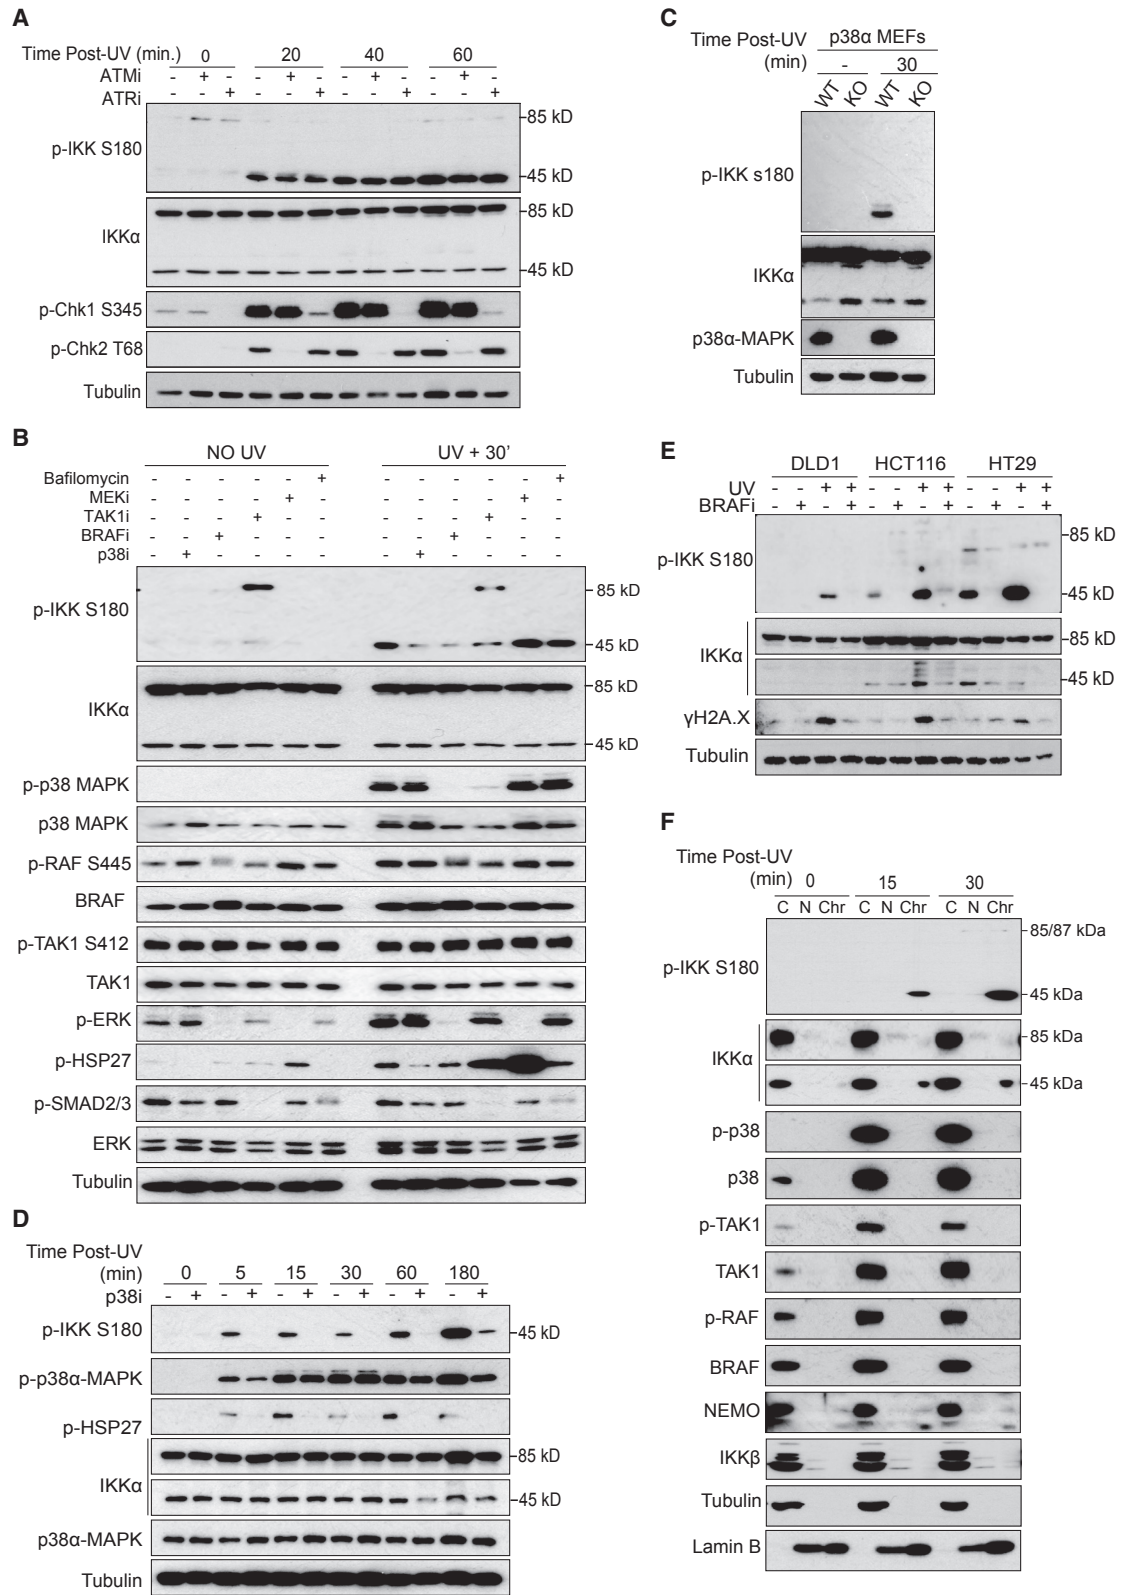 A
Time Post-UV (min.) 0 20 40 60
ATMi - + - - + - - + - - + -
ATRi - - + - - + - - + - - +
p-IKK S180
85 kD
45 kD
IKKα
85 kD
45 kD
p-Chk1 S345
p-Chk2 T68
Tubulin
B
NO UV UV + 30'
Bafilomycin - - - - - + - - - - - +
MEKi - - - - + - - - - - + -
TAK1i - - - + - - - - - + - -
BRAFi - - + - - - - - + - - -
p38i - + - - - - - + - - - -
p-IKK S180
85 kD
45 kD
IKKα
85 kD
45 kD
p-p38 MAPK
p38 MAPK
p-RAF S445
BRAF
p-TAK1 S412
TAK1
p-ERK
p-HSP27
p-SMAD2/3
ERK
Tubulin
C
Time Post-UV (min)
p38α MEFs
- 30
WT KO WT KO
p-IKK s180
IKKα
p38α-MAPK
Tubulin
D
Time Post-UV
(min) 0 5 15 30 60 180
p38i - + - + - + - + - + - +
p-IKK S180
45 kD
p-p38α-MAPK
p-HSP27
IKKα
85 kD
45 kD
p38α-MAPK
Tubulin
E
DLD1 HCT116 HT29
UV - - + + - - + + - - + +
BRAFi - + - + - + - + - + - +
p-IKK S180
85 kD
45 kD
IKKα
85 kD
45 kD
γH2A.X
Tubulin
F
Time Post-UV
(min) 0 15 30
C N Chr C N Chr C N Chr
p-IKK S180
85/87 kDa
45 kDa
IKKα
85 kDa
45 kDa
p-p38
p38
p-TAK1
TAK1
p-RAF
BRAF
NEMO
IKKβ
Tubulin
Lamin B